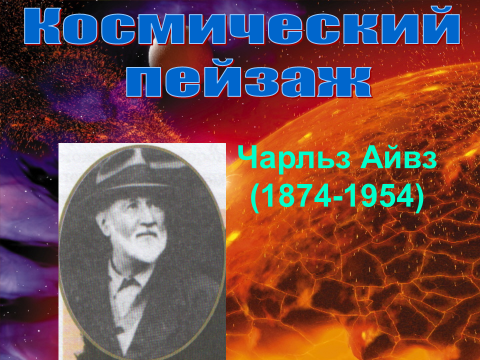 Космический
пейзаж
Чарльз Айвз
(1874-1954)